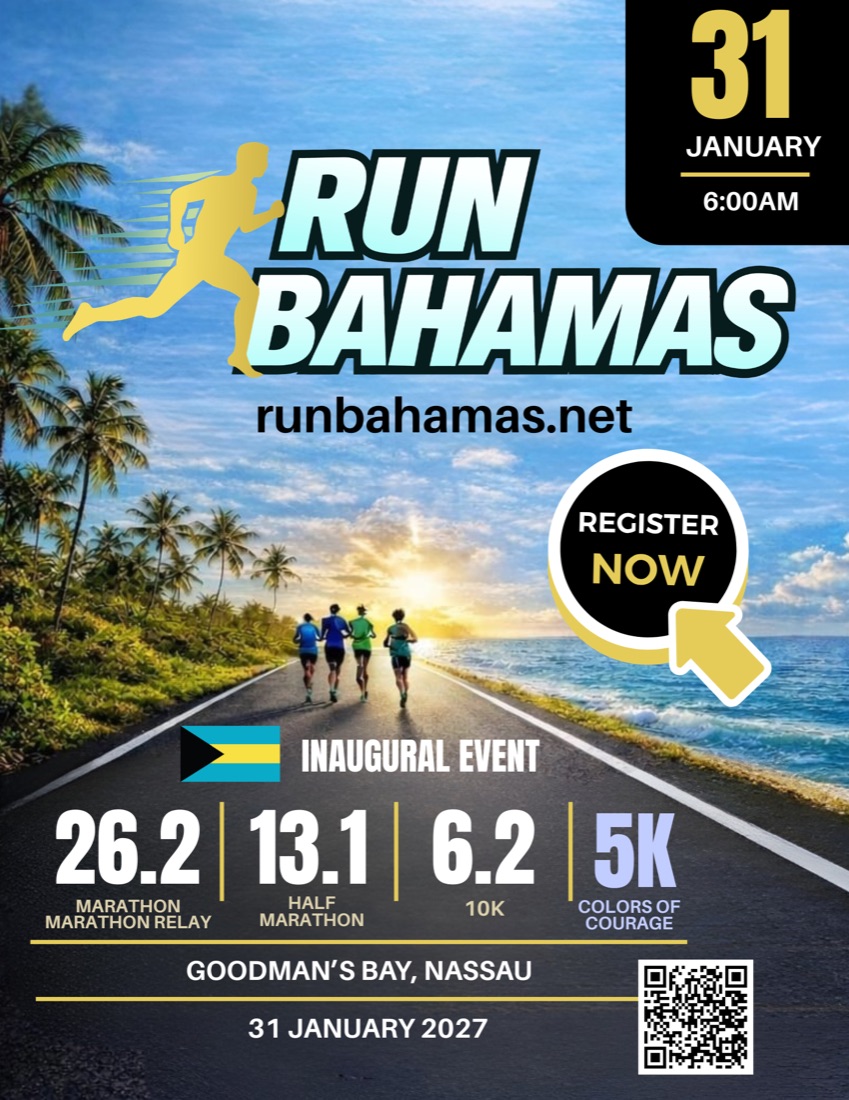 31
JANUARY
6:00AM
RUN
BAHAMAS
runbahamas.net
REGISTER
NOW
INAUGURAL EVENT
26.2
MARATHON
MARATHON RELAY
13.1
HALF
MARATHON
6.2
10K
5K
COLORS OF
COURAGE
GOODMAN'S BAY, NASSAU
31 JANUARY 2027